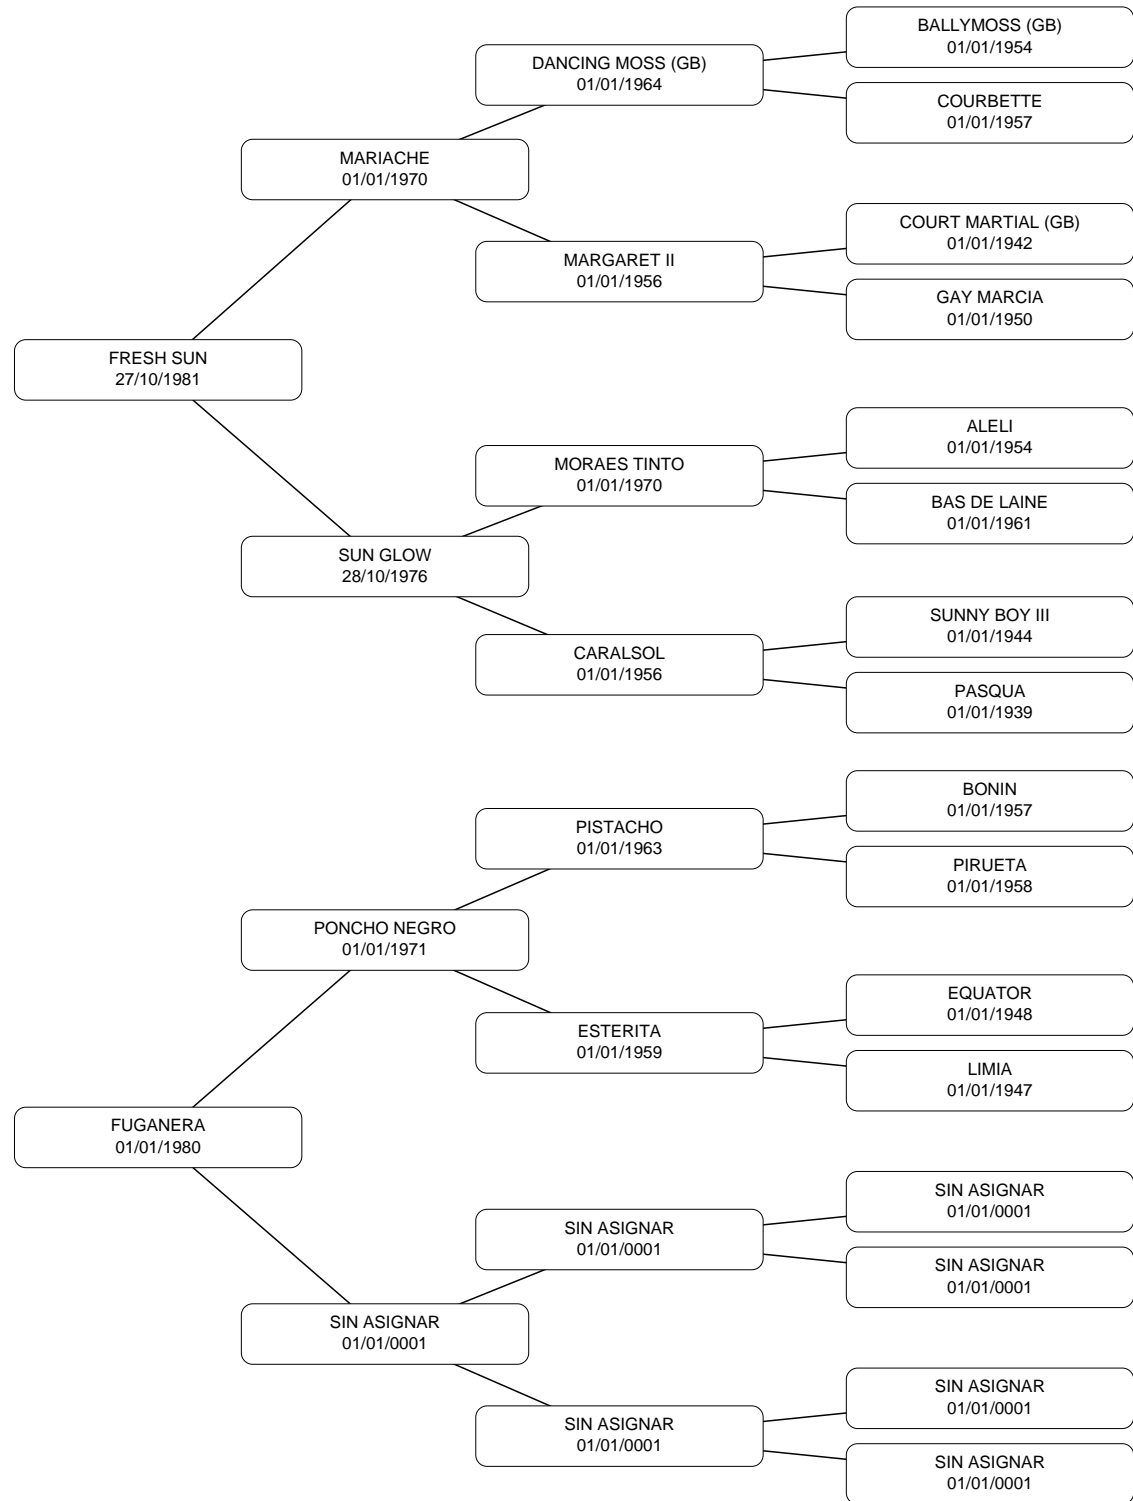 BALLYMOSS (GB)
01/01/1954
DANCING MOSS (GB)
01/01/1964
COURBETTE
01/01/1957
MARIACHE
01/01/1970
COURT MARTIAL (GB)
01/01/1942
MARGARET II
01/01/1956
GAY MARCIA
01/01/1950
FRESH SUN
27/10/1981
ALELI
01/01/1954
MORAES TINTO
01/01/1970
BAS DE LAINE
01/01/1961
SUN GLOW
28/10/1976
SUNNY BOY III
01/01/1944
CARALSOL
01/01/1956
PASQUA
01/01/1939
BONIN
01/01/1957
PISTACHO
01/01/1963
PIRUETA
01/01/1958
PONCHO NEGRO
01/01/1971
EQUATOR
01/01/1948
ESTERITA
01/01/1959
LIMIA
01/01/1947
FUGANERA
01/01/1980
SIN ASIGNAR
01/01/0001
SIN ASIGNAR
01/01/0001
SIN ASIGNAR
01/01/0001
SIN ASIGNAR
01/01/0001
SIN ASIGNAR
01/01/0001
SIN ASIGNAR
01/01/0001
SIN ASIGNAR
01/01/0001